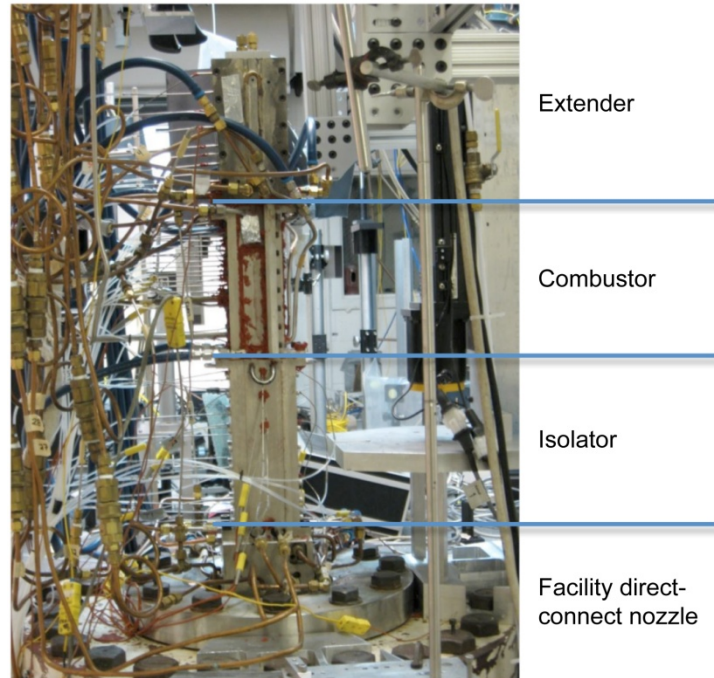 Extender
Combustor
Isolator
Facility direct-
connect nozzle